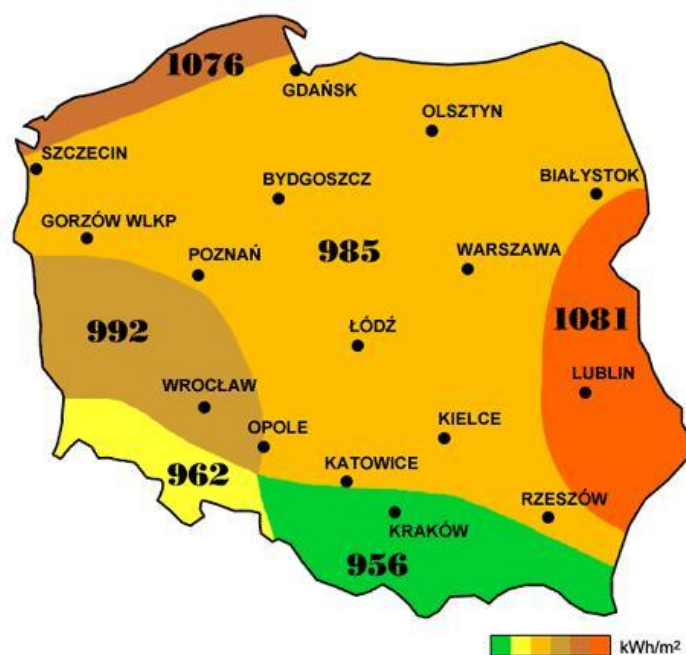 1076
GDAŃSK
OLSZTYN
SZCZECIN
BYDGOSZCZ
BIAŁYSTOK
GORZÓW WLKP
985
WARSZAWA
POZNAŃ
992
ŁÓDŹ
1081
WROCŁAW
LUBLIN
OPOLE
KIELCE
962
KATOWICE
RZESZÓW
KRAKÓW
956
kWh/m²